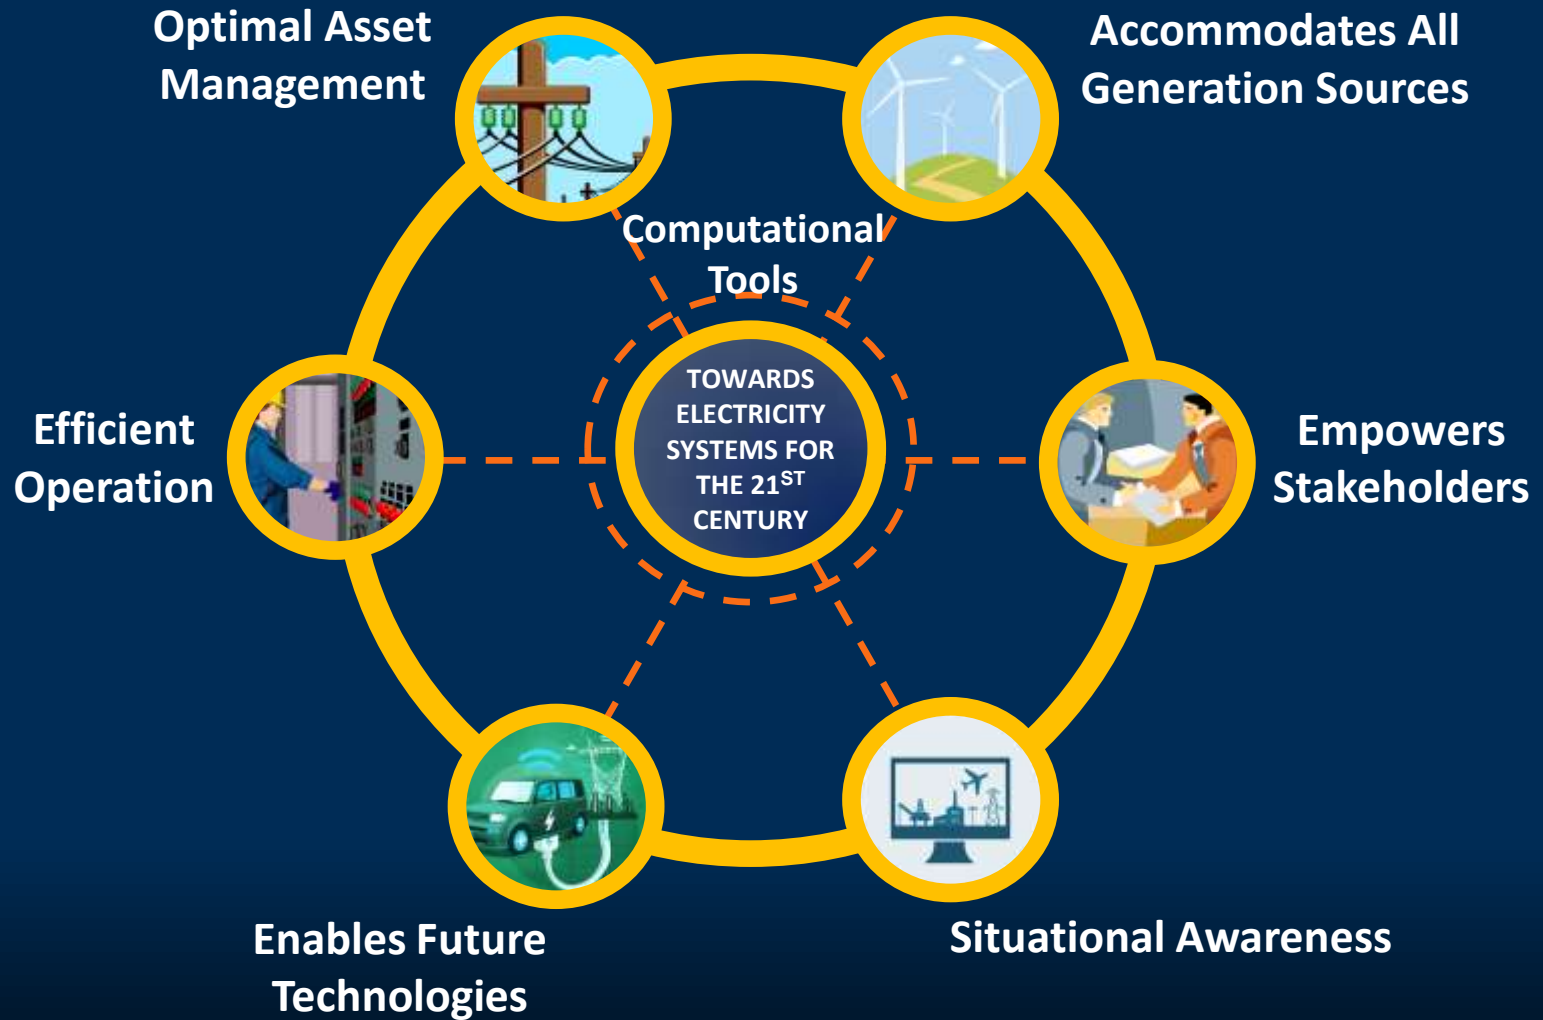 Optimal Asset
Management
Accommodates All
Generation Sources
Computational
Tools
TOWARDS
ELECTRICITY
SYSTEMS FOR
THE 21ST
CENTURY
Efficient
Operation
Empowers
Stakeholders
Enables Future
Technologies
Situational Awareness